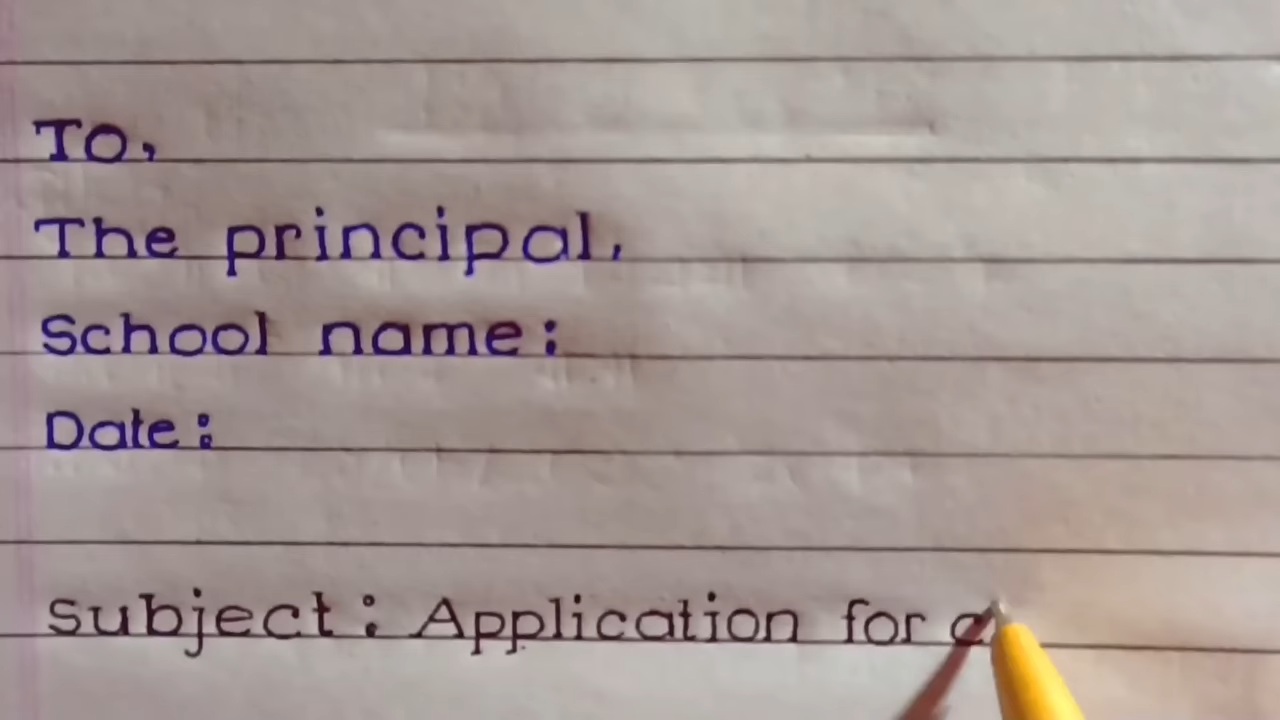 TO,
The principal,
School name:
Date:
subject: Application for